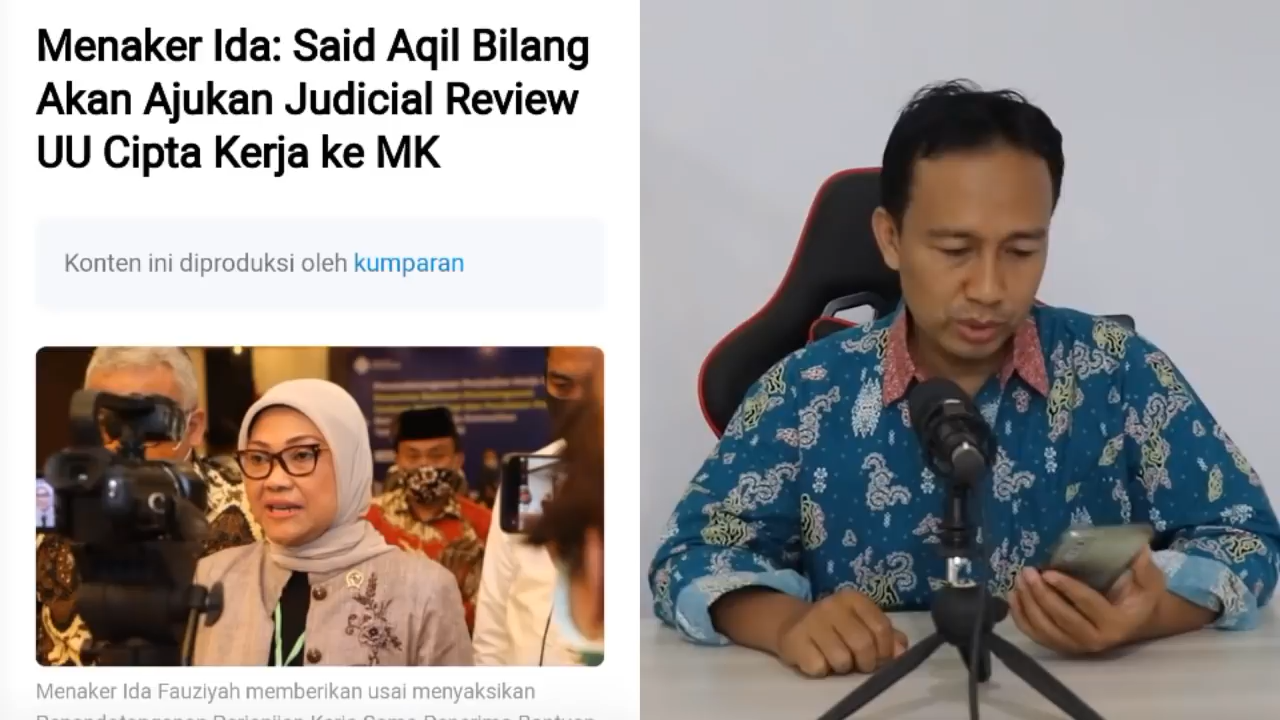 Menaker Ida: Said Aqil Bilang
Akan Ajukan Judicial Review
UU Cipta Kerja ke MK
Konten ini diproduksi oleh kumparan
Menaker Ida Fauziyah memberikan usai menyaksikan